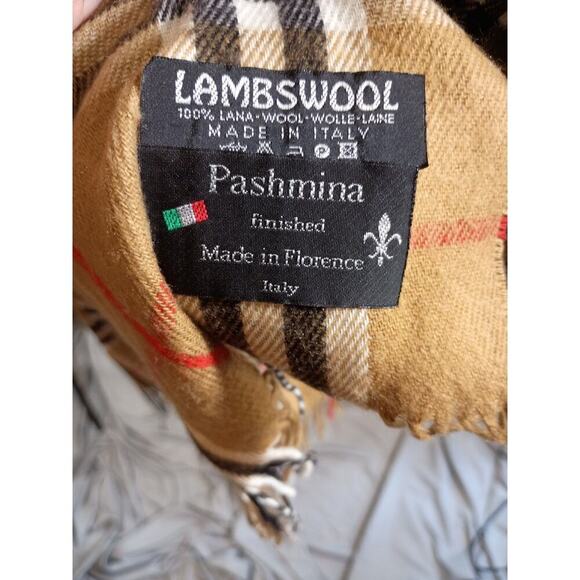 LAMBSWOOL
100% LANA-WOOL-WOLLE-LAINE
MADE IN ITALY
Pashmina
finished
Made in Florence
Italy